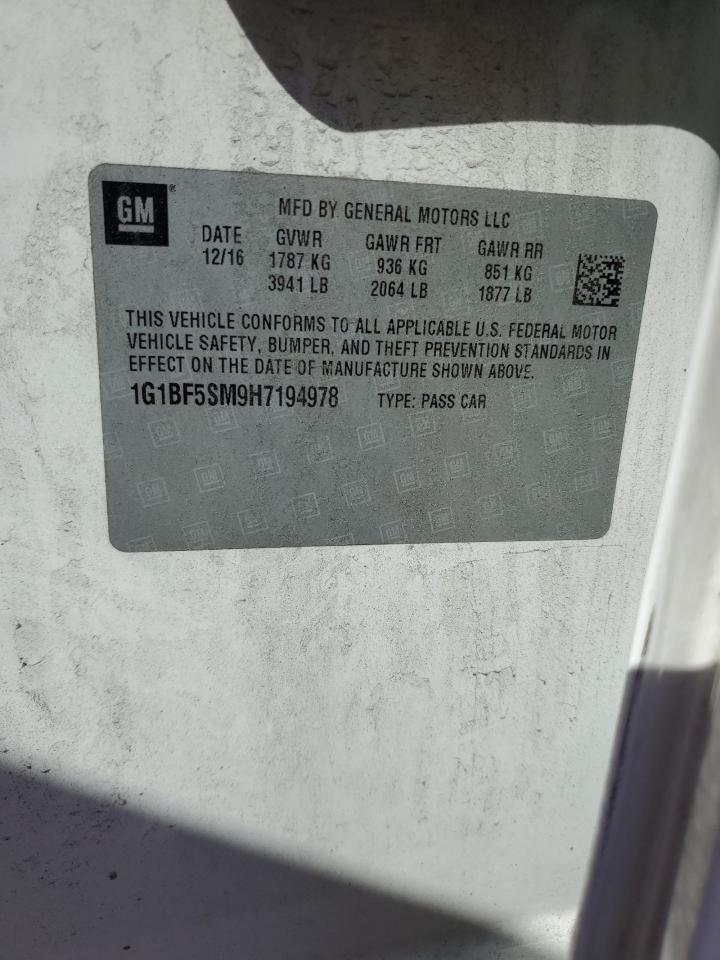 GM®
MFD BY GENERAL MOTORS LLC
DATE GVWR GAWR FRT GAWR RR
12/16 1787 KG 936 KG 851 KG
3941 LB 2064 LB 1877 LB
THIS VEHICLE CONFORMS TO ALL APPLICABLE U.S. FEDERAL MOTOR
VEHICLE SAFETY, BUMPER, AND THEFT PREVENTION STANDARDS IN
EFFECT ON THE DATE OF MANUFACTURE SHOWN ABOVE.
1G1BF5SM9H7194978 TYPE: PASS CAR